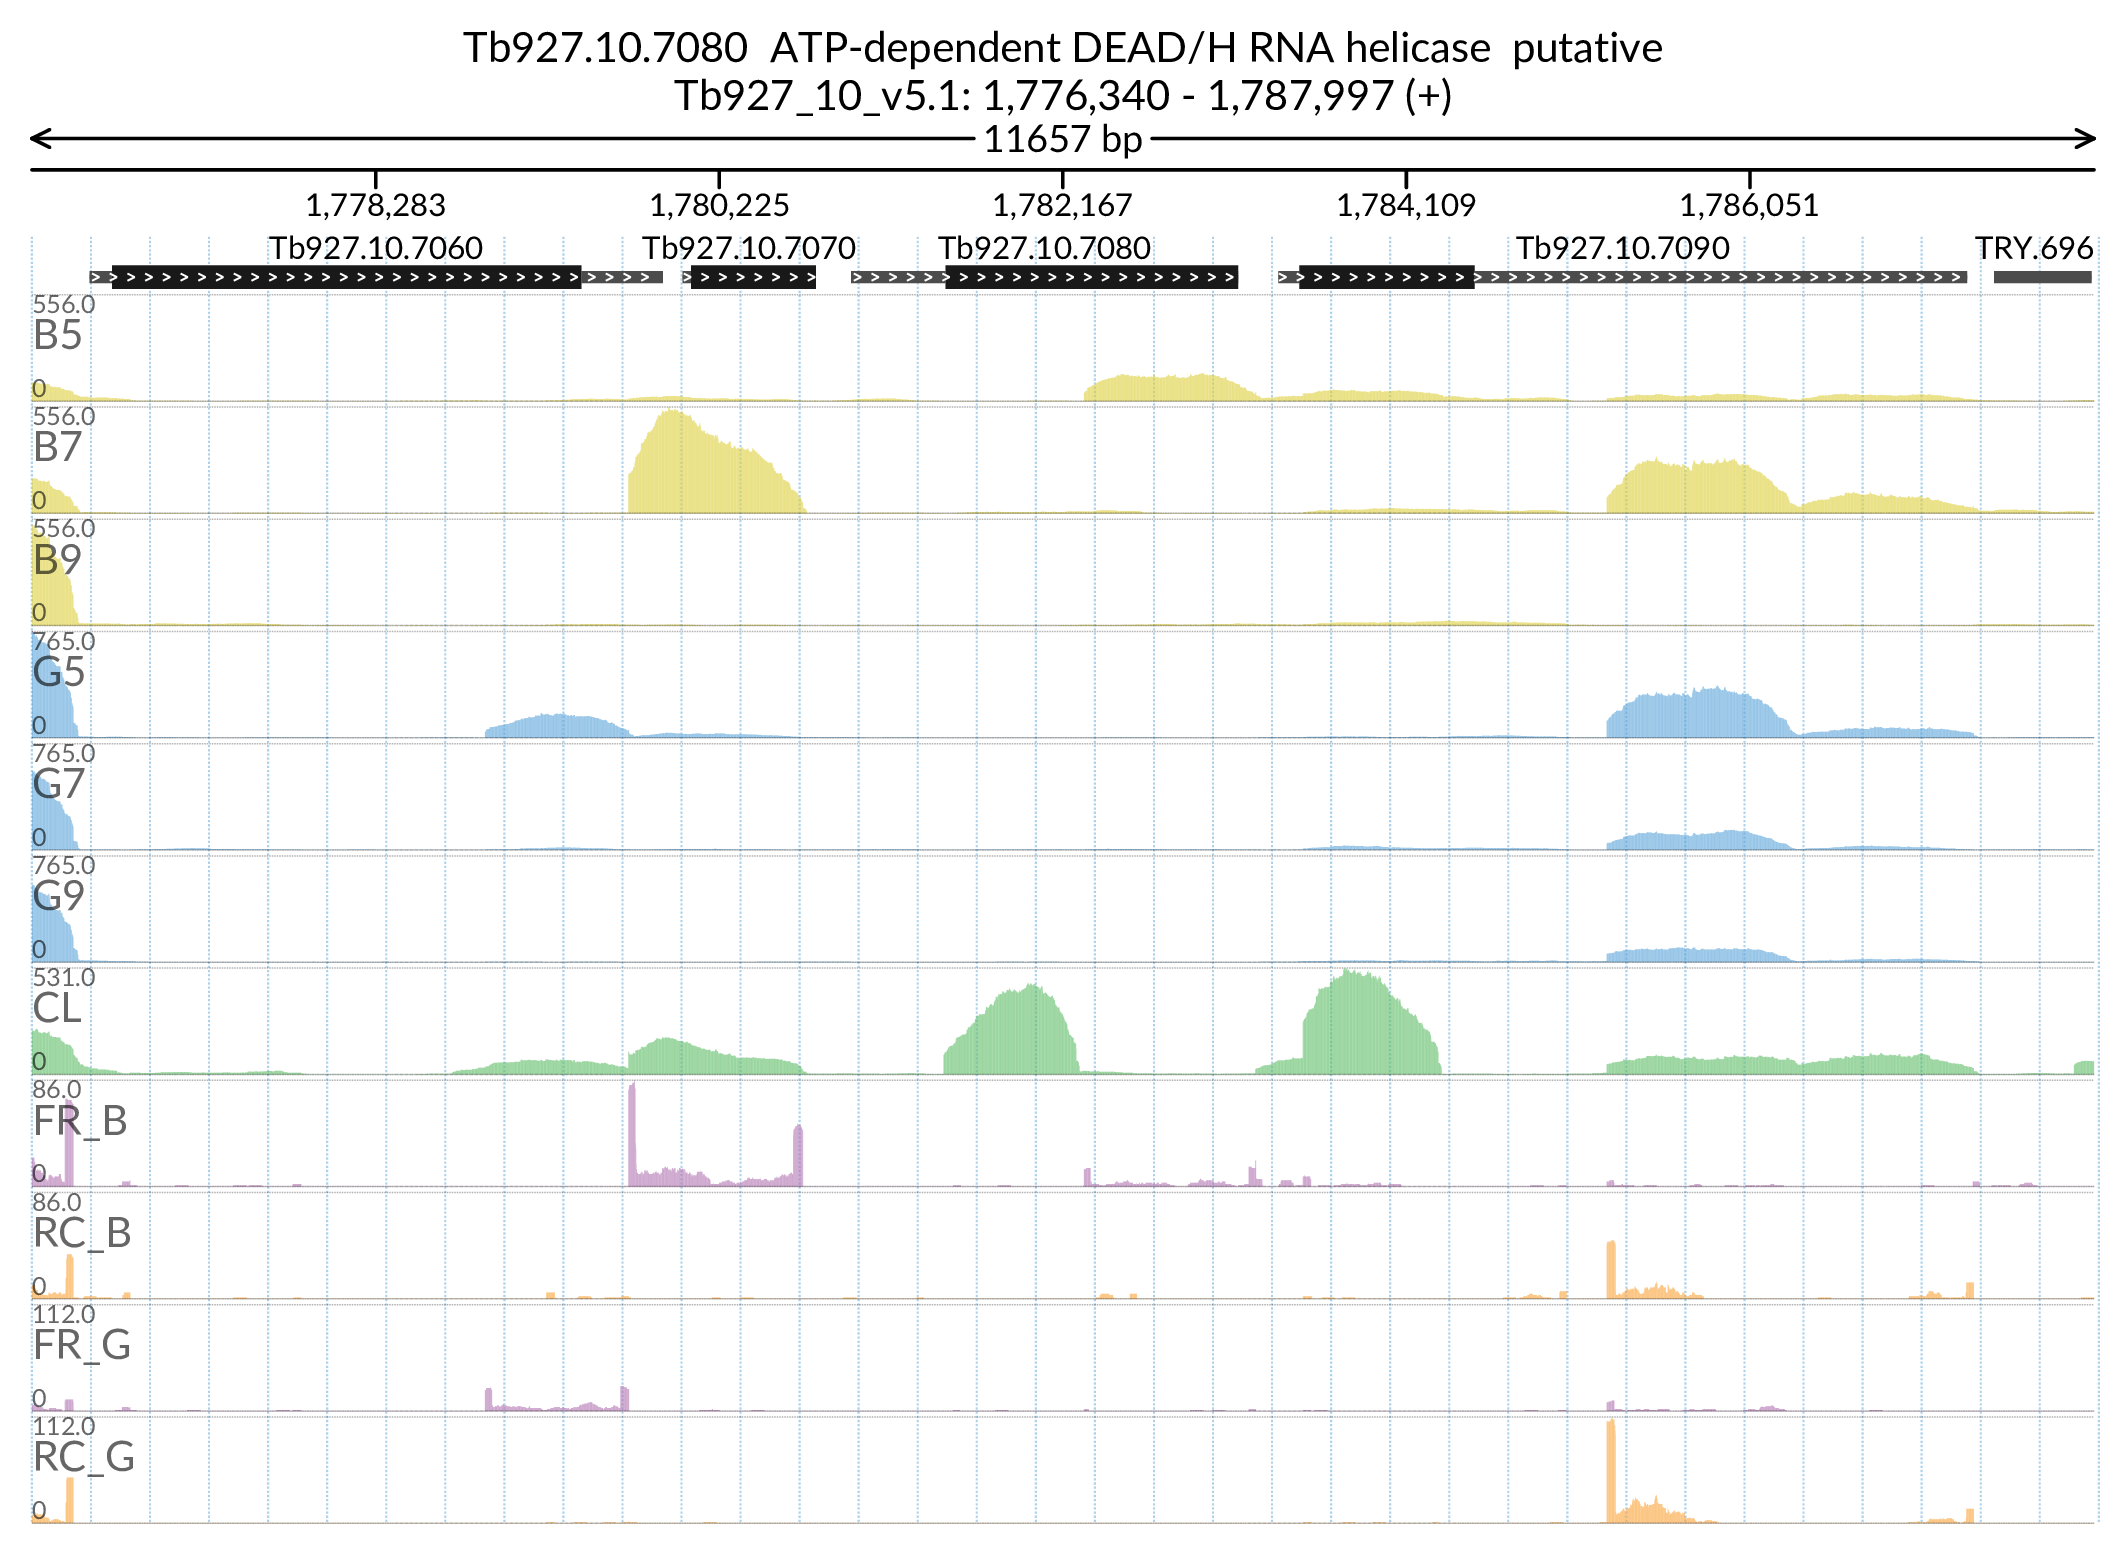 Tb927.10.7080  ATP-dependent DEAD/H RNA helicase  putative
Tb927_10_v5.1: 1,776,340 - 1,787,997 (+)
11657 bp
1,778,283 1,780,225 1,782,167 1,784,109 1,786,051
Tb927.10.7060 Tb927.10.7070 Tb927.10.7080 Tb927.10.7090 TRY.696
556.0
B5
0
556.0
B7
0
556.0
B9
0
765.0
G5
0
765.0
G7
0
765.0
G9
0
531.0
CL
0
86.0
FR_B
0
86.0
RC_B
0
112.0
FR_G
0
112.0
RC_G
0